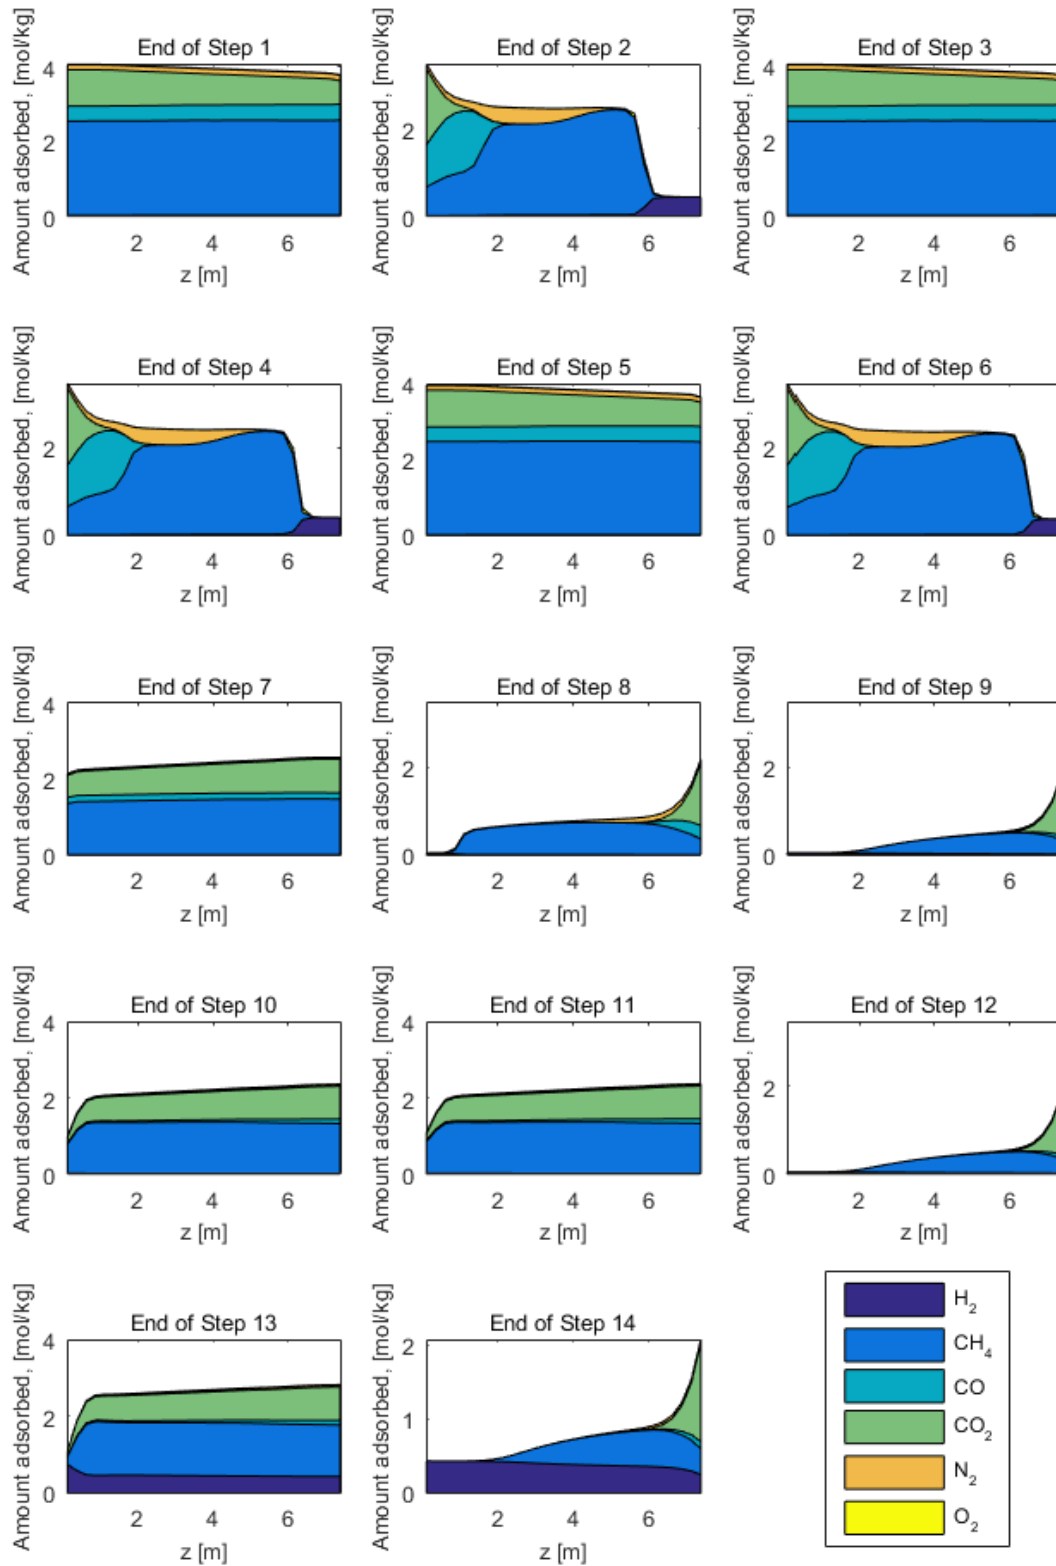 End of Step 1
Amount adsorbed, [mol/kg]
4
2
0
2
4
6
z [m]
End of Step 2
Amount adsorbed, [mol/kg]
2
0
2
4
6
z [m]
End of Step 3
Amount adsorbed, [mol/kg]
4
2
0
2
4
6
z [m]
End of Step 4
Amount adsorbed, [mol/kg]
2
0
2
4
6
z [m]
End of Step 5
Amount adsorbed, [mol/kg]
4
2
0
2
4
6
z [m]
End of Step 6
Amount adsorbed, [mol/kg]
2
0
2
4
6
z [m]
End of Step 7
Amount adsorbed, [mol/kg]
4
2
0
2
4
6
z [m]
End of Step 8
Amount adsorbed, [mol/kg]
2
0
2
4
6
z [m]
End of Step 9
Amount adsorbed, [mol/kg]
2
0
2
4
6
z [m]
End of Step 10
Amount adsorbed, [mol/kg]
4
2
0
2
4
6
z [m]
End of Step 11
Amount adsorbed, [mol/kg]
4
2
0
2
4
6
z [m]
End of Step 12
Amount adsorbed, [mol/kg]
2
0
2
4
6
z [m]
End of Step 13
Amount adsorbed, [mol/kg]
4
2
0
2
4
6
z [m]
End of Step 14
Amount adsorbed, [mol/kg]
2
1
0
2
4
6
z [m]
H₂
CH₄
CO
CO₂
N₂
O₂